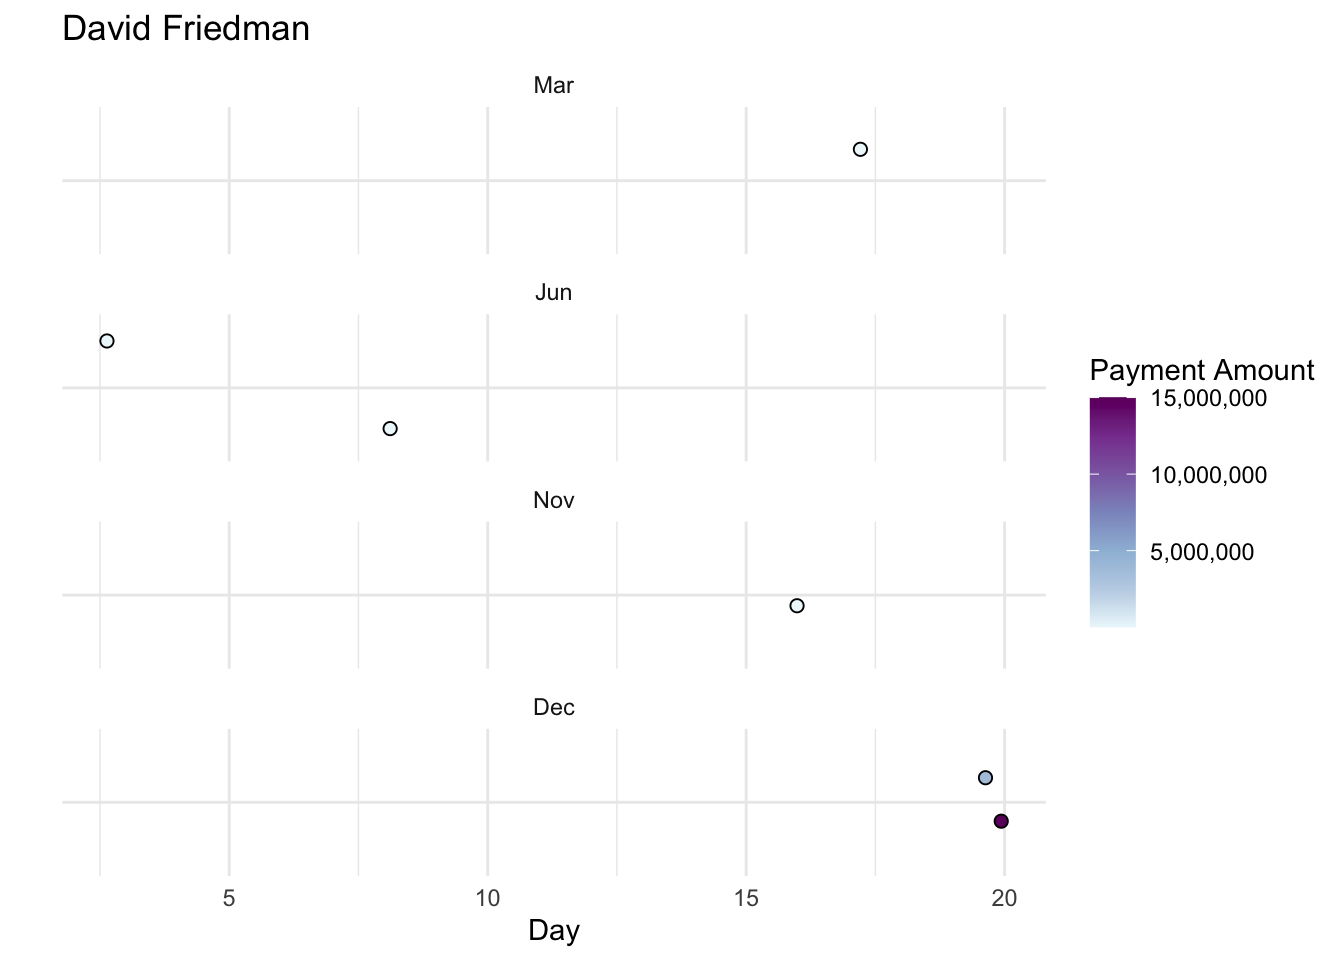 David Friedman
Mar
Jun
Nov
Dec
5 10 15 20
Day
Payment Amount
15,000,000
10,000,000
5,000,000